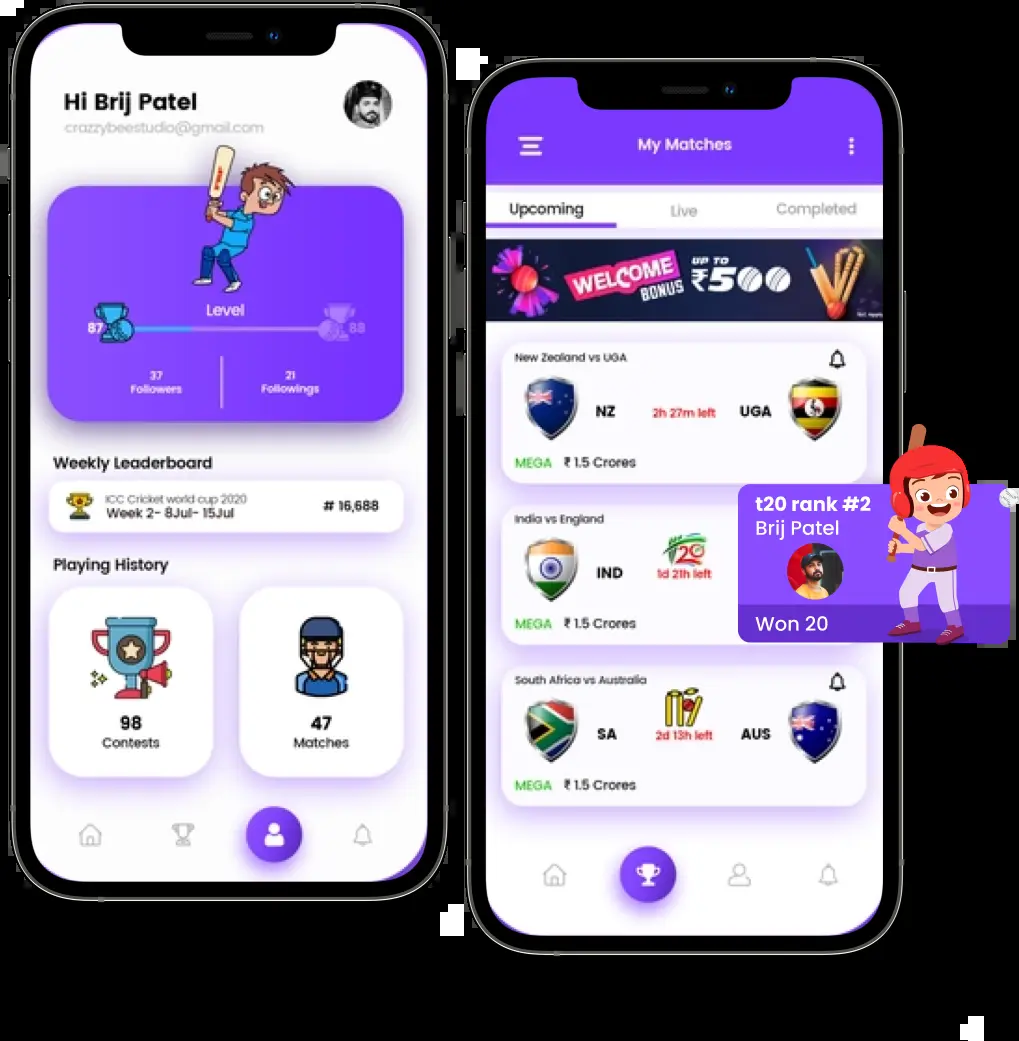 Hi Brij Patel
crazzybeestudio@gmail.com
Level
87
88
37
Followers
21
Followings
Weekly Leaderboard
ICC Cricket world cup 2020
Week 2- 8Jul- 15Jul
# 16,688
Playing History
98
Contests
47
Matches
My Matches
Upcoming
Live
Completed
WELCOME
BONUS
UP TO
₹500
New Zealand vs UGA
NZ
2h 27m left
UGA
MEGA ₹ 1.5 Crores
India vs England
IND
T20
1d 21h left
MEGA ₹ 1.5 Crores
t20 rank #2
Brij Patel
Won 20
South Africa vs Australia
SA
2d 13h left
AUS
MEGA ₹ 1.5 Crores